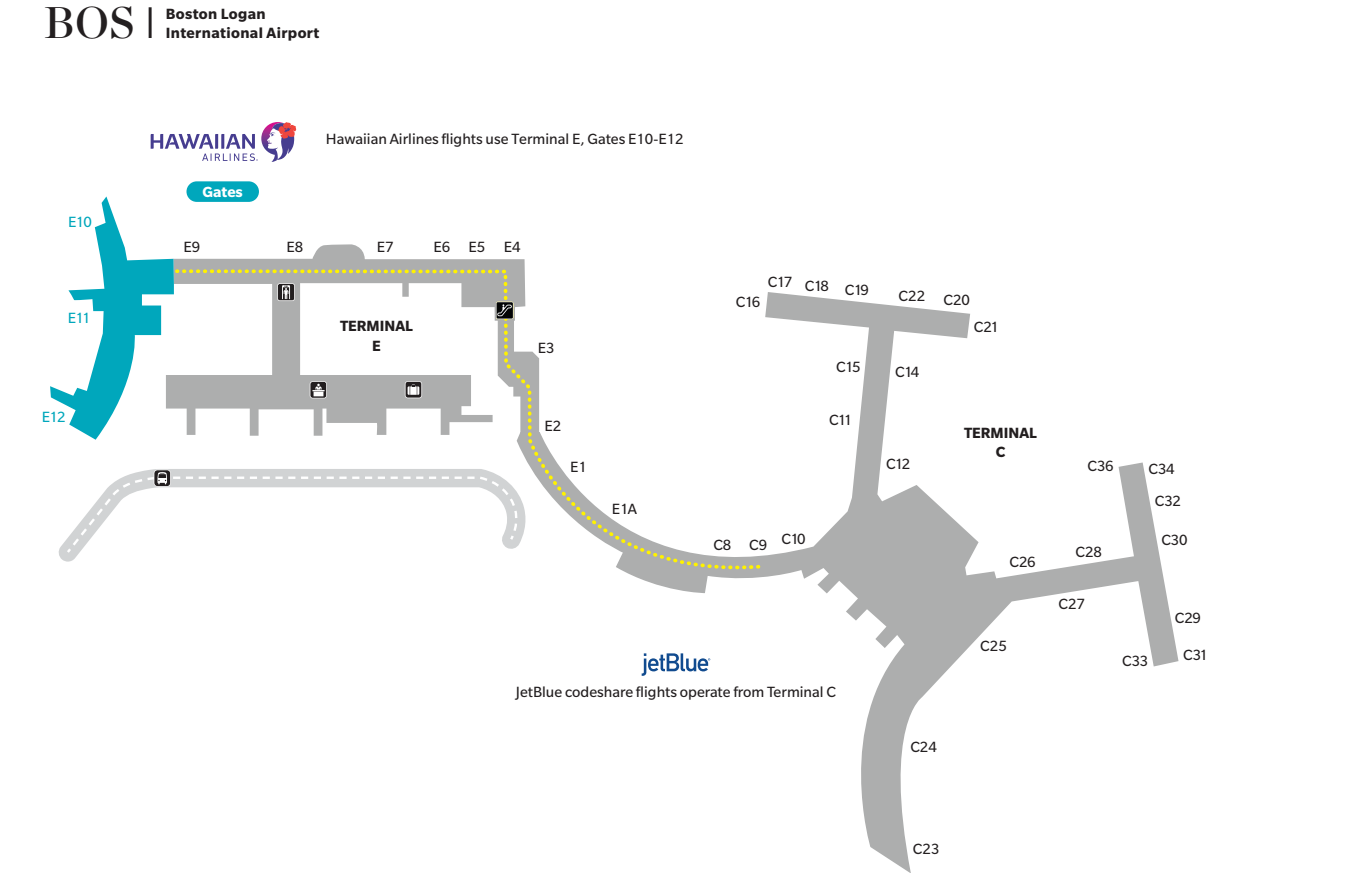 BOS
Boston Logan
International Airport
HAWAIIAN
AIRLINES.
Hawaiian Airlines flights use Terminal E, Gates E10-E12
Gates
E10
E9
E8
E7
E6
E5
E4
E11
E12
TERMINAL
E
E3
E2
E1
E1A
C8
C9
C10
C16
C17
C18
C19
C22
C20
C21
C15
C14
C11
C12
TERMINAL
C
C36
C34
C32
C30
C26
C28
C27
C29
C25
C33
C31
jetBlue
JetBlue codeshare flights operate from Terminal C
C24
C23